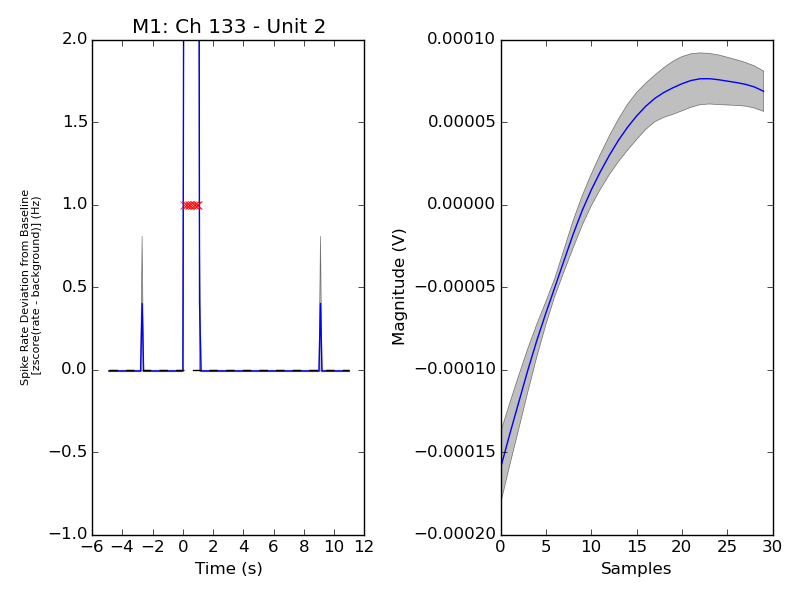 M1: Ch 133 - Unit 2
2.0
1.5
1.0
0.5
0.0
−0.5
−1.0
−6 −4 −2 0 2 4 6 8 10 12
Time (s)
Spike Rate Deviation from Baseline
[zscore(rate - background)] (Hz)
0.00010
0.00005
0.00000
−0.00005
−0.00010
−0.00015
−0.00020
0 5 10 15 20 25 30
Samples
Magnitude (V)